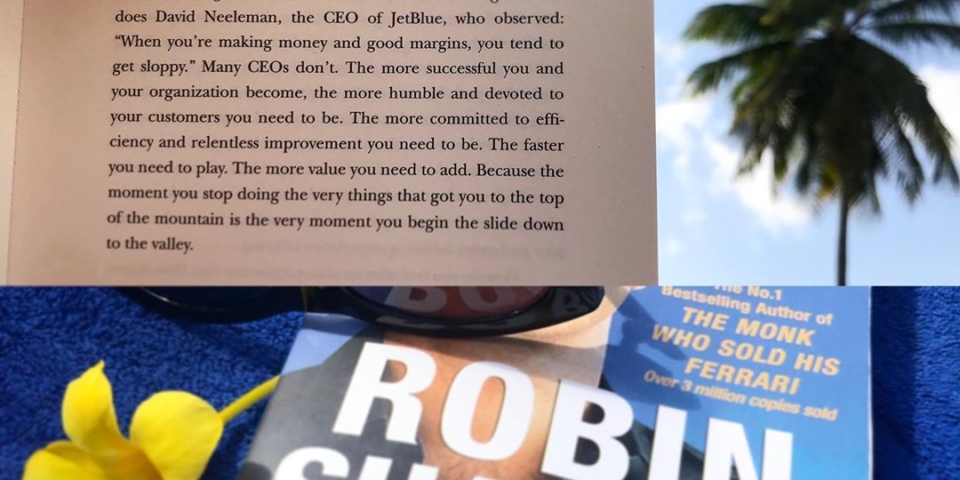 does David Neeleman, the CEO of JetBlue, who observed:
“When you’re making money and good margins, you tend to
get sloppy.” Many CEOs don’t. The more successful you and
your organization become, the more humble and devoted to
your customers you need to be. The more committed to effi-
ciency and relentless improvement you need to be. The faster
you need to play. The more value you need to add. Because the
moment you stop doing the very things that got you to the top
of the mountain is the very moment you begin the slide down
to the valley.
The No.1
Bestselling Author of
THE MONK
WHO SOLD HIS
FERRARI
Over 3 million copies sold
ROBIN